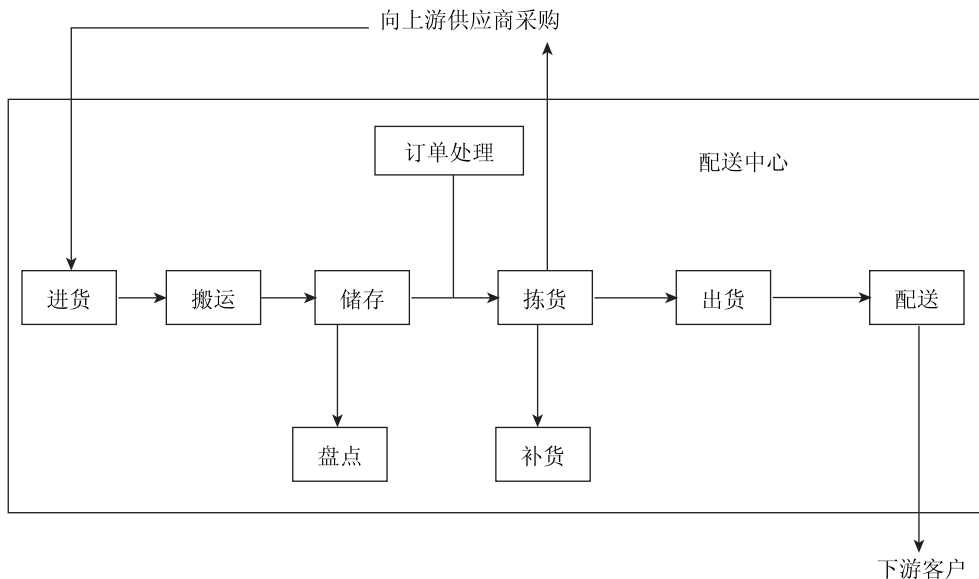 向上游供应商采购
订单处理
配送中心
进货
搬运
储存
拣货
出货
配送
盘点
补货
下游客户